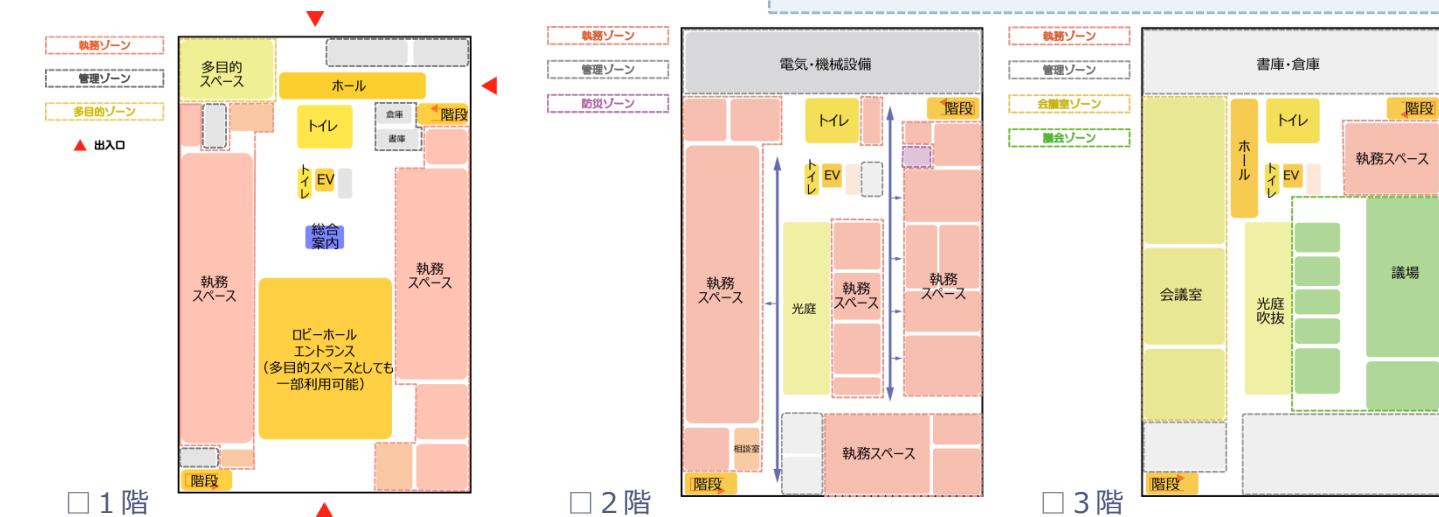 執務ゾーン
管理ゾーン
多目的ゾーン
出入口
多目的
スペース
ホール
トイレ
倉庫
書庫
階段
トイレ
EV
総合
案内
執務
スペース
執務
スペース
ロビーホール
エントランス
（多目的スペースとしても
一部利用可能）
階段
□１階
執務ゾーン
管理ゾーン
防災ゾーン
電気・機械設備
階段
トイレ
トイレ
EV
執務
スペース
光庭
執務
スペース
執務
スペース
相談室
執務スペース
階段
□２階
執務ゾーン
管理ゾーン
会議室ゾーン
議会ゾーン
書庫・倉庫
階段
トイレ
ホール
執務スペース
トイレ
EV
会議室
光庭
吹抜
議場
階段
□３階